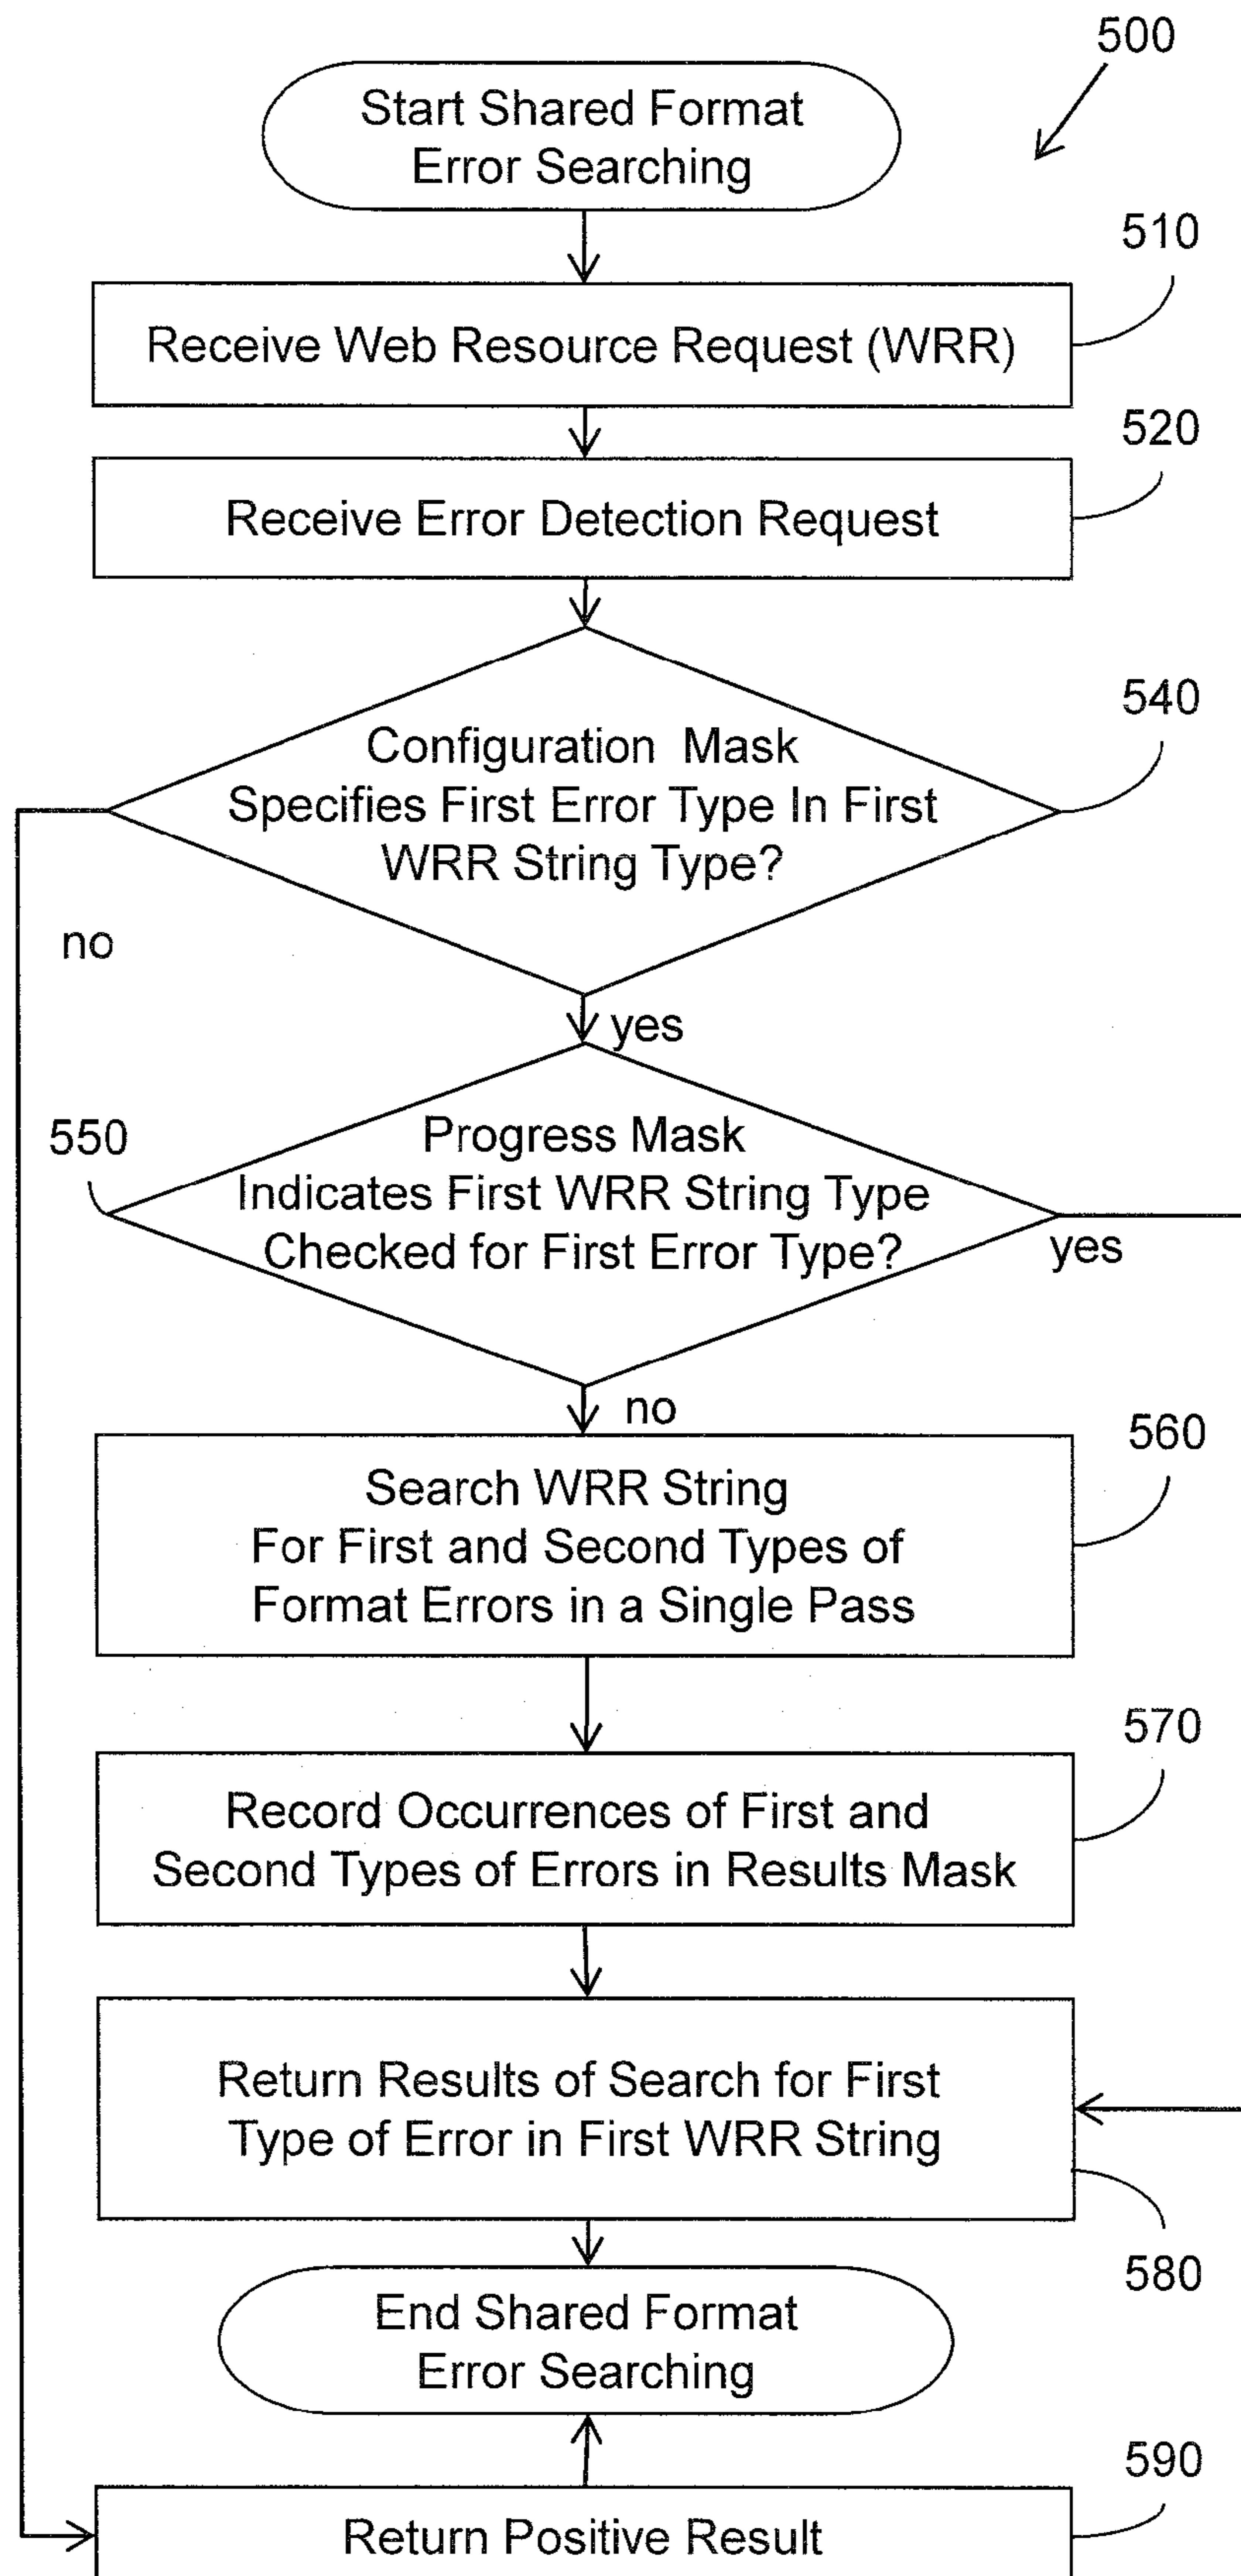 500
Start Shared Format
Error Searching
510
Receive Web Resource Request (WRR)
520
Receive Error Detection Request
540
Configuration Mask
Specifies First Error Type In First
WRR String Type?
no
yes
550
Progress Mask
Indicates First WRR String Type
Checked for First Error Type?
yes
no
560
Search WRR String
For First and Second Types of
Format Errors in a Single Pass
570
Record Occurrences of First and
Second Types of Errors in Results Mask
Return Results of Search for First
Type of Error in First WRR String
580
End Shared Format
Error Searching
590
Return Positive Result